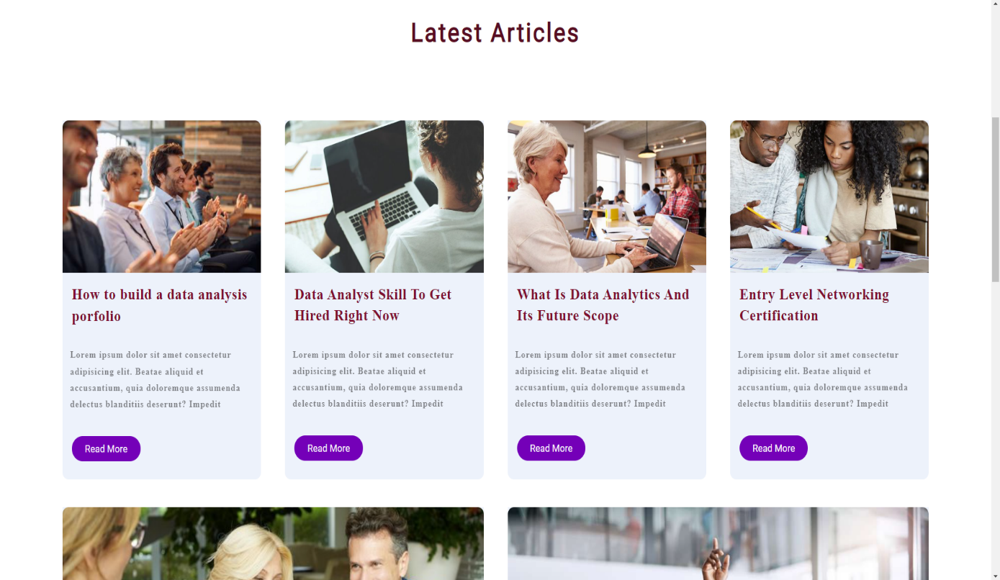 Latest Articles
How to build a data analysis
porfolio
Lorem ipsum dolor sit amet consectetur
adipisicing elit. Beatae aliquid et
accusantium, quia doloremque assumenda
delectus blanditiis deserunt? Impedit
Read More
Data Analyst Skill To Get
Hired Right Now
Lorem ipsum dolor sit amet consectetur
adipisicing elit. Beatae aliquid et
accusantium, quia doloremque assumenda
delectus blanditiis deserunt? Impedit
Read More
What Is Data Analytics And
Its Future Scope
Lorem ipsum dolor sit amet consectetur
adipisicing elit. Beatae aliquid et
accusantium, quia doloremque assumenda
delectus blanditiis deserunt? Impedit
Read More
Entry Level Networking
Certification
Lorem ipsum dolor sit amet consectetur
adipisicing elit. Beatae aliquid et
accusantium, quia doloremque assumenda
delectus blanditiis deserunt? Impedit
Read More